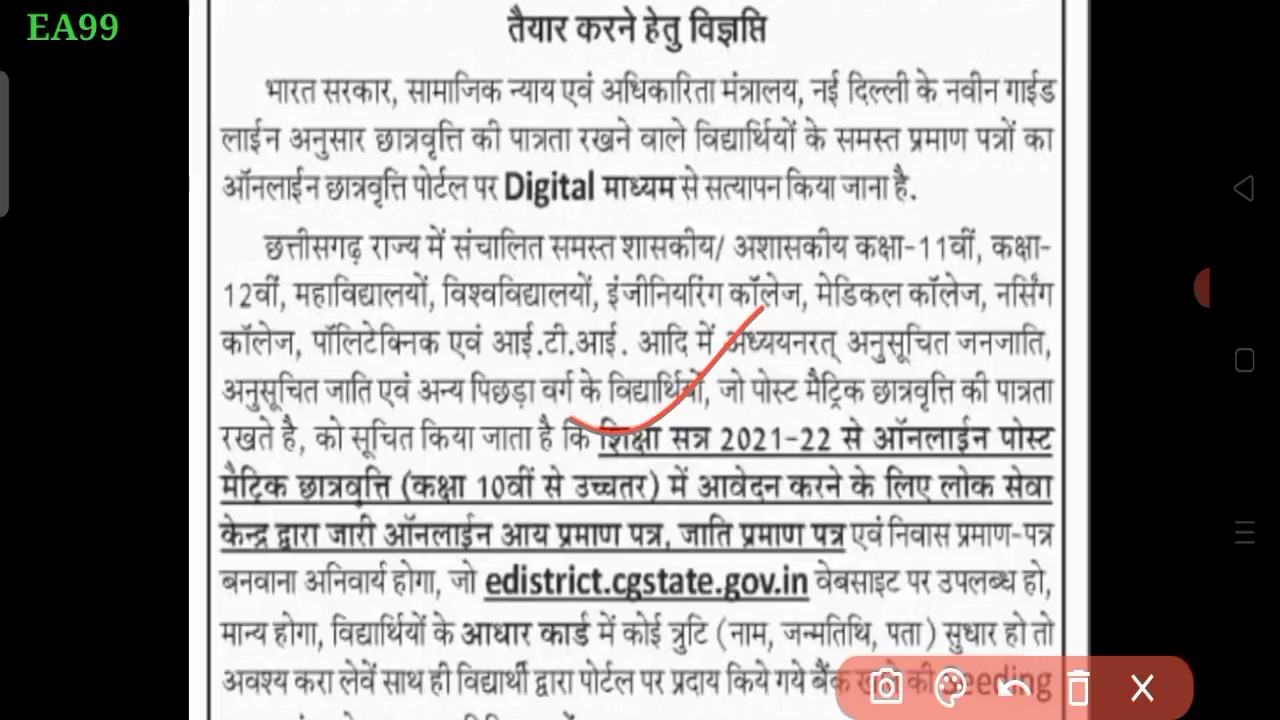 EA99
तैयार करने हेतु विज्ञप्ति
भारत सरकार, सामाजिक न्याय एवं अधिकारिता मंत्रालय, नई दिल्ली के नवीन गाईड
लाईन अनुसार छात्रवृत्ति की पात्रता रखने वाले विद्यार्थियों के समस्त प्रमाण पत्रों का
ऑनलाईन छात्रवृत्ति पोर्टल पर Digital माध्यम से सत्यापन किया जाना है.
छत्तीसगढ़ राज्य में संचालित समस्त शासकीय/ अशासकीय कक्षा-11वीं, कक्षा-
12वीं, महाविद्यालयों, विश्वविद्यालयों, इंजीनियरिंग कॉलेज, मेडिकल कॉलेज, नर्सिंग
कॉलेज, पॉलिटेक्निक एवं आई.टी.आई. आदि में अध्ययनरत् अनुसूचित जनजाति,
अनुसूचित जाति एवं अन्य पिछड़ा वर्ग के विद्यार्थियों, जो पोस्ट मैट्रिक छात्रवृत्ति की पात्रता
रखते है, को सूचित किया जाता है कि शिक्षा सत्र 2021-22 से ऑनलाईन पोस्ट
मैट्रिक छात्रवृत्ति (कक्षा 10वीं से उच्चतर) में आवेदन करने के लिए लोक सेवा
केन्द्र द्वारा जारी ऑनलाईन आय प्रमाण पत्र, जाति प्रमाण पत्र एवं निवास प्रमाण-पत्र
बनवाना अनिवार्य होगा, जो edistrict.cgstate.gov.in वेबसाइट पर उपलब्ध हो,
मान्य होगा, विद्यार्थियों के आधार कार्ड में कोई त्रुटि (नाम, जन्मतिथि, पता) सुधार हो तो
अवश्य करा लेवें साथ ही विद्यार्थी द्वारा पोर्टल पर प्रदाय किये गये बैंक खाते की Seeding